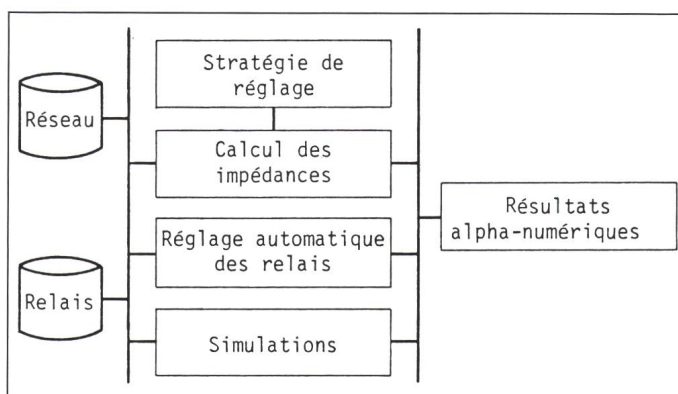 Réseau
Relais
Stratégie de
réglage
Calcul des
impédances
Réglage automatique
des relais
Simulations
Résultats
alpha-numériques